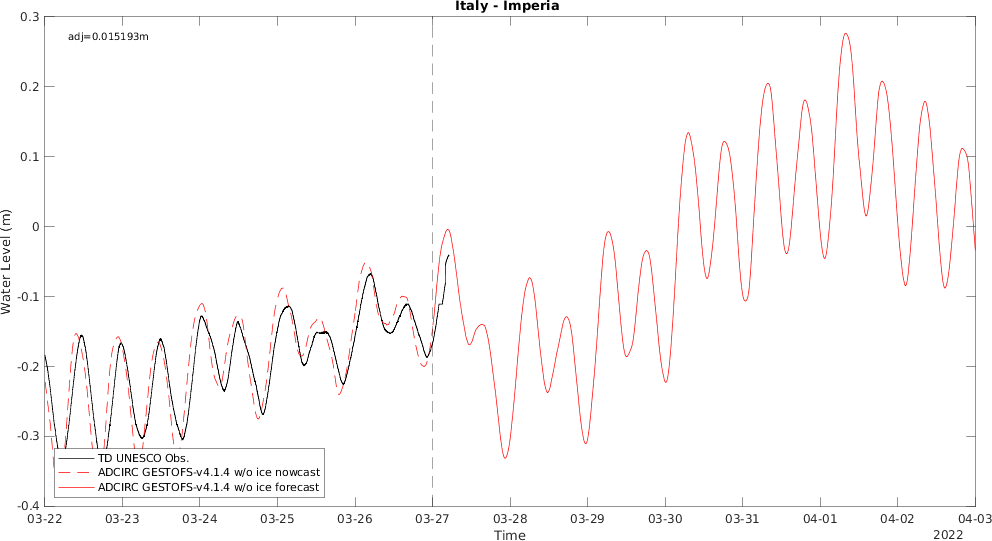 Italy - Imperia
adj=0.015193m
0.3
0.2
0.1
0
-0.1
-0.2
-0.3
-0.4
Water Level (m)
TD UNESCO Obs.
ADCIRC GESTOFS-v4.1.4 w/o ice nowcast
ADCIRC GESTOFS-v4.1.4 w/o ice forecast
03-22 03-23 03-24 03-25 03-26 03-27 03-28 03-29 03-30 03-31 04-01 04-02 04-03
Time
2022